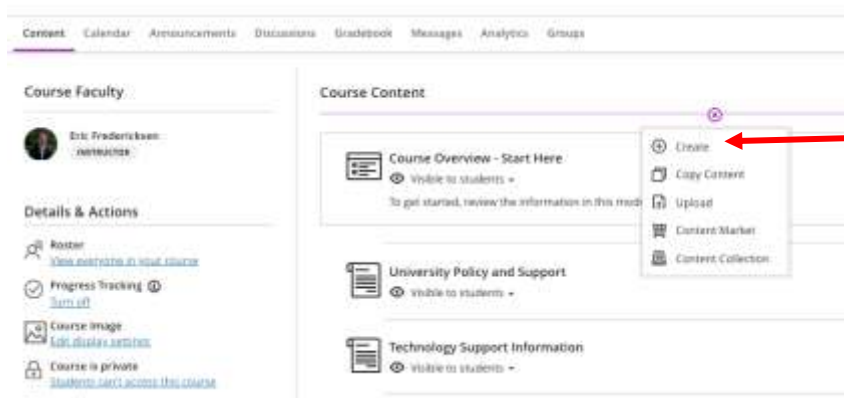 Content Calendar Announcements Discussions Gradebook Messages Analytics Groups
Course Faculty
Eric Fredericksen
INSTRUCTOR
Details & Actions
Roster
View everyone in your course
Progress Tracking
Turn off
Course Image
Edit display settings
Course is private
Students can't access this course
Course Content
Course Overview - Start Here
Visible to students
To get started, review the information in this mod
University Policy and Support
Visible to students
Technology Support Information
Visible to students
Create
Copy Content
Upload
Content Market
Content Collection